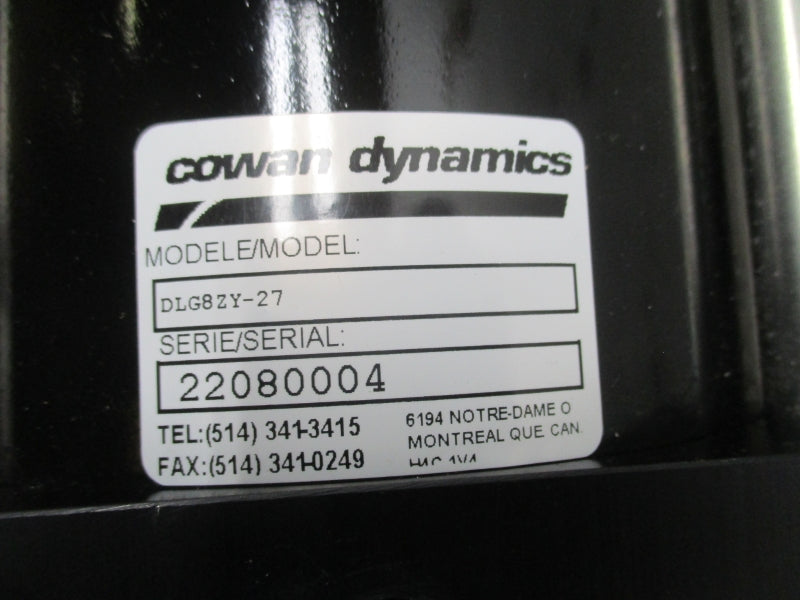 cowan dynamics
MODELE/MODEL:
DLG8ZY-27
SERIE/SERIAL:
22080004
TEL:(514) 341-3415
FAX:(514) 341-0249
6194 NOTRE-DAME O
MONTREAL QUE CAN.